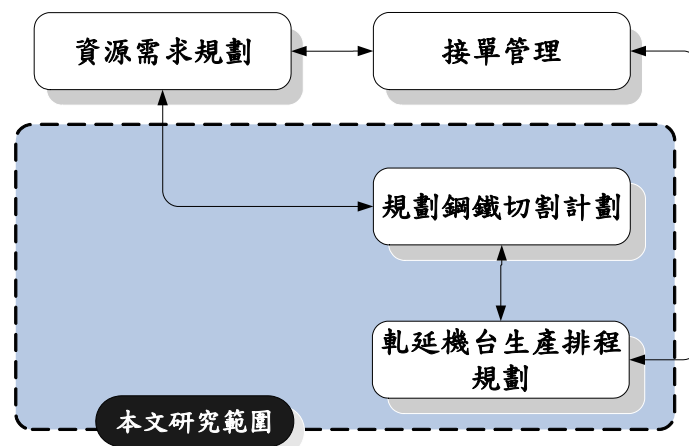 資源需求規劃
接單管理
規劃鋼鐵切割計劃
軋延機台生產排程
規劃
本文研究範圍